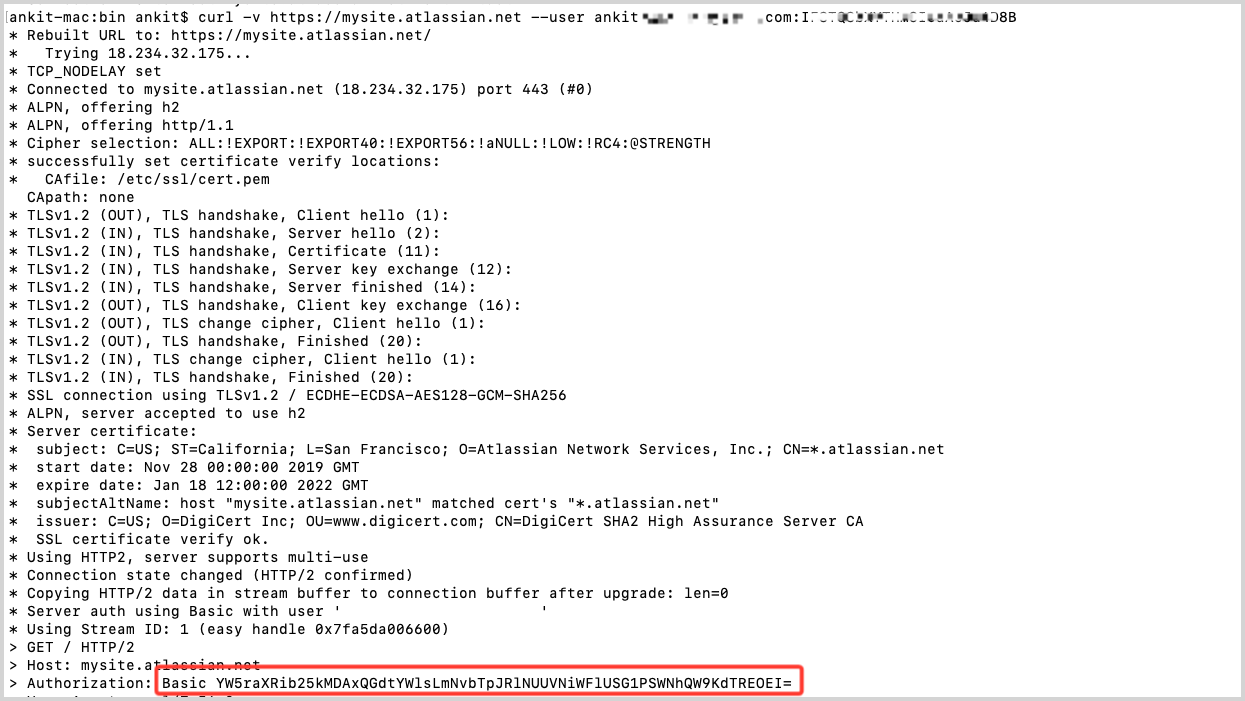 ankit-mac:bin ankit$ curl -v https://mysite.atlassian.net --user ankit .com: D8B
* Rebuilt URL to: https://mysite.atlassian.net/
* Trying 18.234.32.175...
* TCP_NODELAY set
* Connected to mysite.atlassian.net (18.234.32.175) port 443 (#0)
* ALPN, offering h2
* ALPN, offering http/1.1
* Cipher selection: ALL:!EXPORT:!EXPORT40:!EXPORT56:!aNULL:!LOW:!RC4:@STRENGTH
* successfully set certificate verify locations:
* CAfile: /etc/ssl/cert.pem
CApath: none
* TLSv1.2 (OUT), TLS handshake, Client hello (1):
* TLSv1.2 (IN), TLS handshake, Server hello (2):
* TLSv1.2 (IN), TLS handshake, Certificate (11):
* TLSv1.2 (IN), TLS handshake, Server key exchange (12):
* TLSv1.2 (IN), TLS handshake, Server finished (14):
* TLSv1.2 (OUT), TLS handshake, Client key exchange (16):
* TLSv1.2 (OUT), TLS change cipher, Client hello (1):
* TLSv1.2 (OUT), TLS handshake, Finished (20):
* TLSv1.2 (IN), TLS change cipher, Client hello (1):
* TLSv1.2 (IN), TLS handshake, Finished (20):
* SSL connection using TLSv1.2 / ECDHE-ECDSA-AES128-GCM-SHA256
* ALPN, server accepted to use h2
* Server certificate:
* subject: C=US; ST=California; L=San Francisco; O=Atlassian Network Services, Inc.; CN=*.atlassian.net
* start date: Nov 28 00:00:00 2019 GMT
* expire date: Jan 18 12:00:00 2022 GMT
* subjectAltName: host "mysite.atlassian.net" matched cert's "*.atlassian.net"
* issuer: C=US; O=DigiCert Inc; OU=www.digicert.com; CN=DigiCert SHA2 High Assurance Server CA
* SSL certificate verify ok.
* Using HTTP2, server supports multi-use
* Connection state changed (HTTP/2 confirmed)
* Copying HTTP/2 data in stream buffer to connection buffer after upgrade: len=0
* Server auth using Basic with user ' '
* Using Stream ID: 1 (easy handle 0x7fa5da006600)
> GET / HTTP/2
> Host: mysite.atlassian.net
> Authorization: Basic YW5raXRib25kMDAxQGdtYWlsLmNvbTpJRlNUUVNiWFlUSG1PSWNhQW9KdTREOEI=